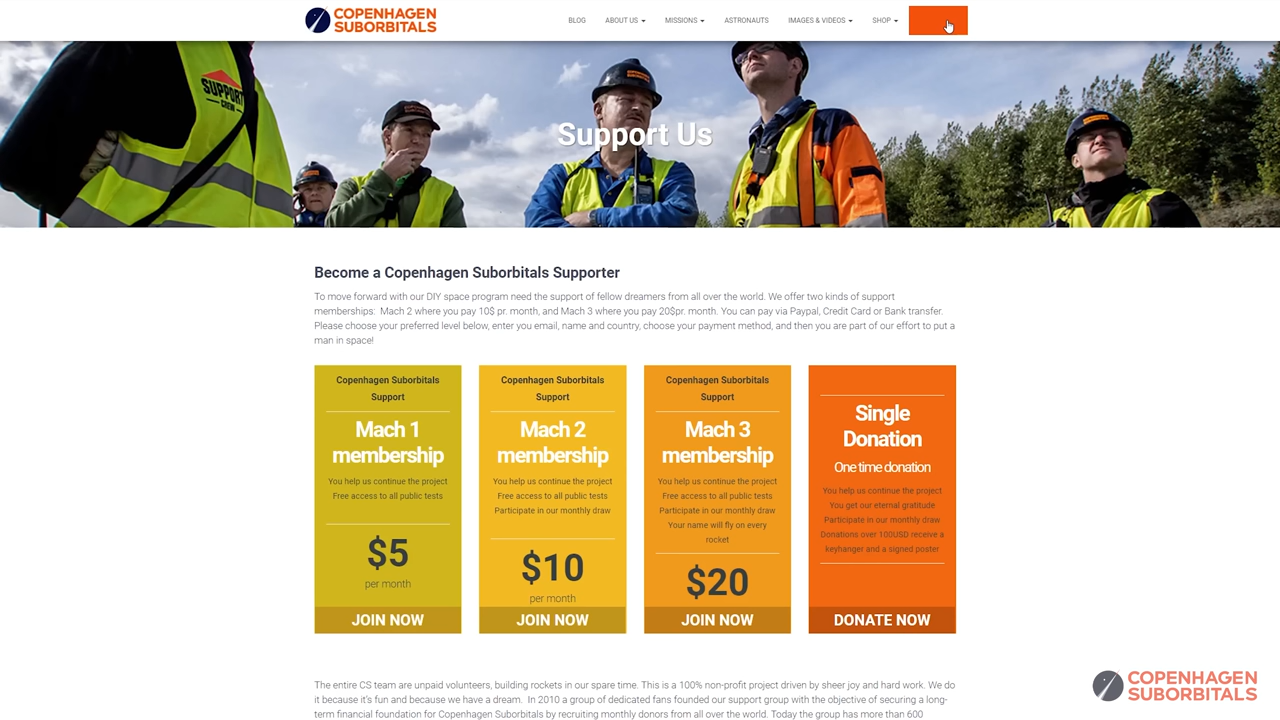 COPENHAGEN
SUBORBITALS
BLOG
ABOUT US
MISSIONS
ASTRONAUTS
IMAGES & VIDEOS
SHOP
SUPPORT
CREW
Support Us
Become a Copenhagen Suborbitals Supporter
To move forward with our DIY space program need the support of fellow dreamers from all over the world. We offer two kinds of support
memberships:  Mach 2 where you pay 10$ pr. month, and Mach 3 where you pay 20$pr. month. You can pay via Paypal, Credit Card or Bank transfer.
Please choose your preferred level below, enter you email, name and country, choose your payment method, and then you are part of our effort to put a
man in space!
Copenhagen Suborbitals
Support
Mach 1
membership
You help us continue the project
Free access to all public tests
$5
per month
JOIN NOW
Copenhagen Suborbitals
Support
Mach 2
membership
You help us continue the project
Free access to all public tests
Participate in our monthly draw
$10
per month
JOIN NOW
Copenhagen Suborbitals
Support
Mach 3
membership
You help us continue the project
Free access to all public tests
Participate in our monthly draw
Your name will fly on every
rocket
$20
JOIN NOW
Single
Donation
One time donation
You help us continue the project
You get our eternal gratitude
Participate in our monthly draw
Donations over 100USD receive a
keyhanger and a signed poster
DONATE NOW
The entire CS team are unpaid volunteers, building rockets in our spare time. This is a 100% non-profit project driven by sheer joy and hard work. We do
it because it's fun and because we have a dream.  In 2010 a group of dedicated fans founded our support group with the objective of securing a long-
term financial foundation for Copenhagen Suborbitals by recruiting monthly donors from all over the world. Today the group has more than 600
COPENHAGEN
SUBORBITALS